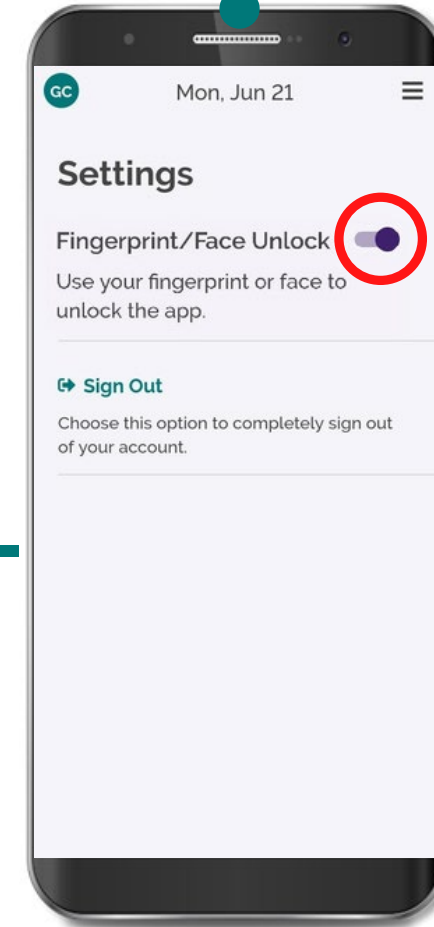 GC
Mon, Jun 21
Settings
Fingerprint/Face Unlock
Use your fingerprint or face to
unlock the app.
Sign Out
Choose this option to completely sign out
of your account.